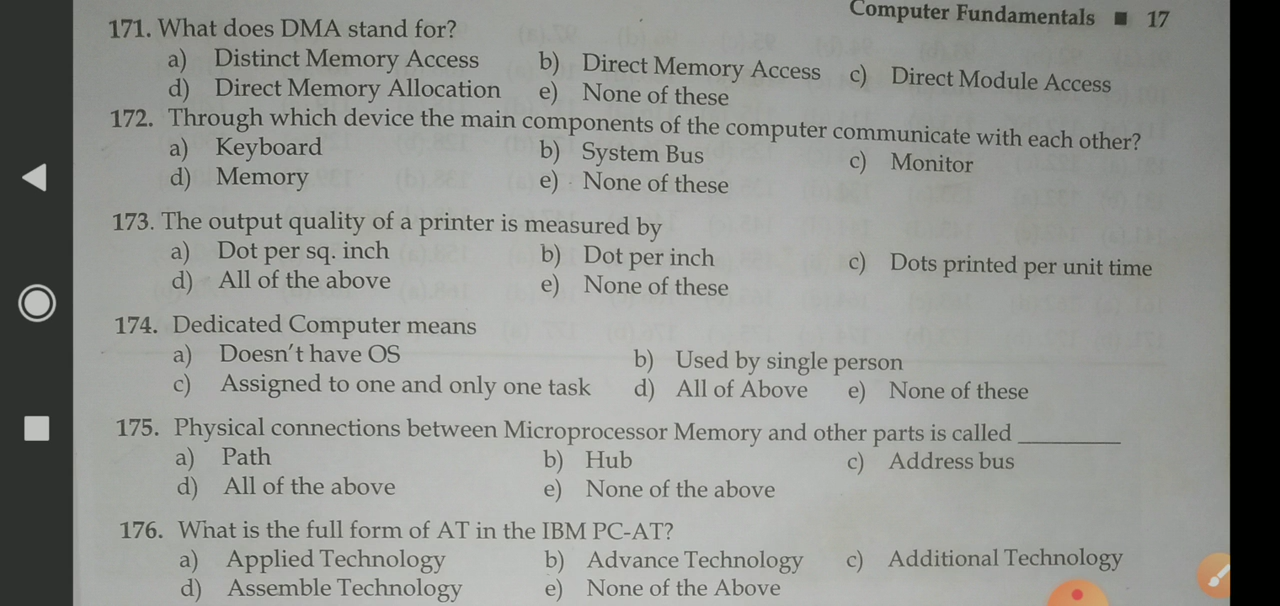 Computer Fundamentals ■ 17
171. What does DMA stand for?
a) Distinct Memory Access b) Direct Memory Access c) Direct Module Access
d) Direct Memory Allocation e) None of these
172. Through which device the main components of the computer communicate with each other?
a) Keyboard b) System Bus c) Monitor
d) Memory e) None of these
173. The output quality of a printer is measured by
a) Dot per sq. inch b) Dot per inch c) Dots printed per unit time
d) All of the above e) None of these
174. Dedicated Computer means
a) Doesn't have OS b) Used by single person
c) Assigned to one and only one task d) All of Above e) None of these
175. Physical connections between Microprocessor Memory and other parts is called __________
a) Path b) Hub c) Address bus
d) All of the above e) None of the above
176. What is the full form of AT in the IBM PC-AT?
a) Applied Technology b) Advance Technology c) Additional Technology
d) Assemble Technology e) None of the Above